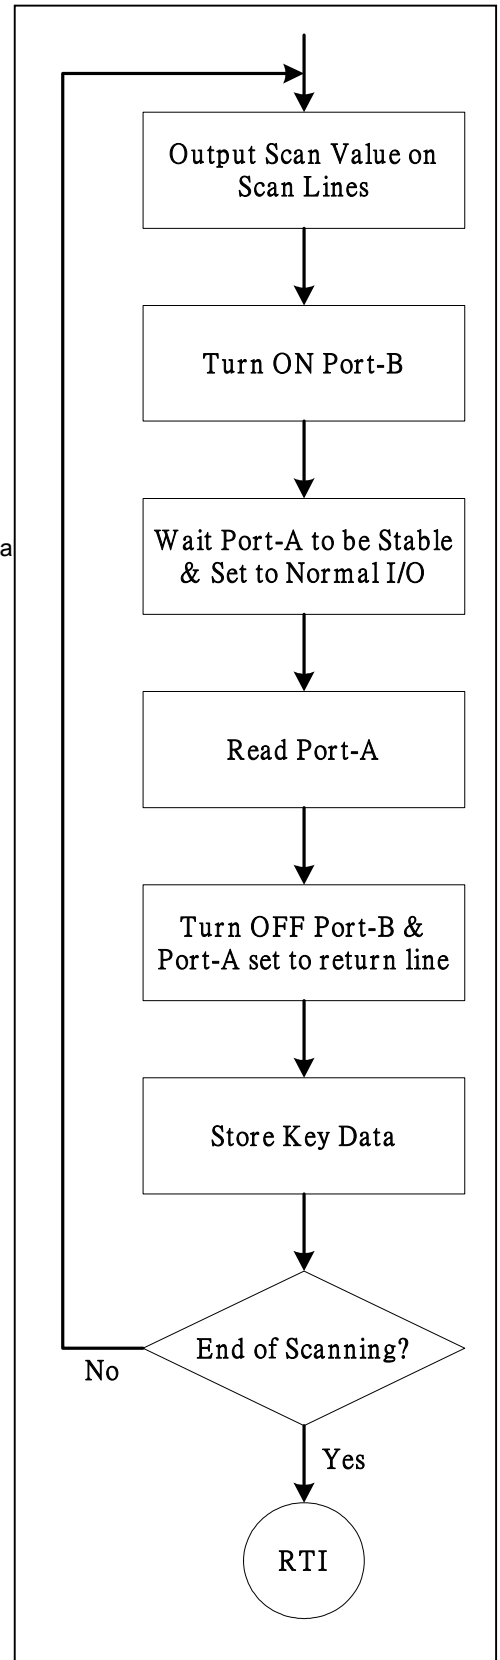 Output Scan Value on
Scan Lines
Turn ON Port-B
a
Wait Port-A to be Stable
& Set to Normal I/O
Read Port-A
Turn OFF Port-B &
Port-A set to return line
Store Key Data
End of Scanning?
No
Yes
RTI